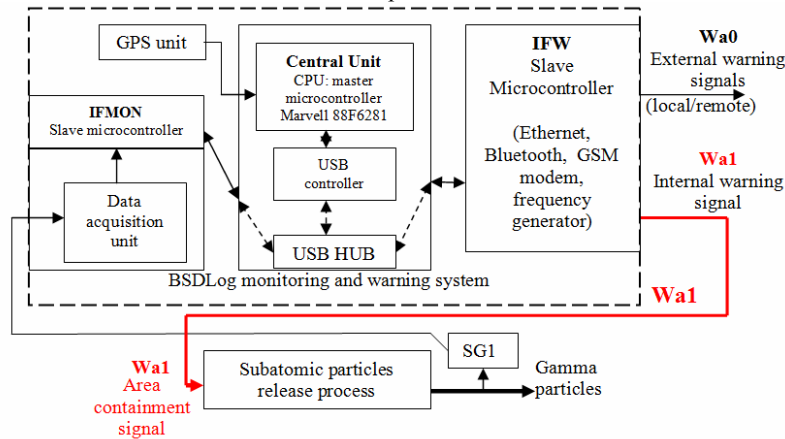 GPS unit
Central Unit
CPU: master
microcontroller
Marvell 88F6281
IFW
Slave
Microcontroller
(Ethernet,
Bluetooth, GSM
modem,
frequency
generator)
Wa0
External warning
signals
(local/remote)
IFMON
Slave microcontroller
USB
controller
Wa1
Internal warning
signal
Data
acquisition
unit
USB HUB
BSDLog monitoring and warning system
Wa1
SG1
Wa1
Area
containment
signal
Subatomic particles
release process
Gamma
particles